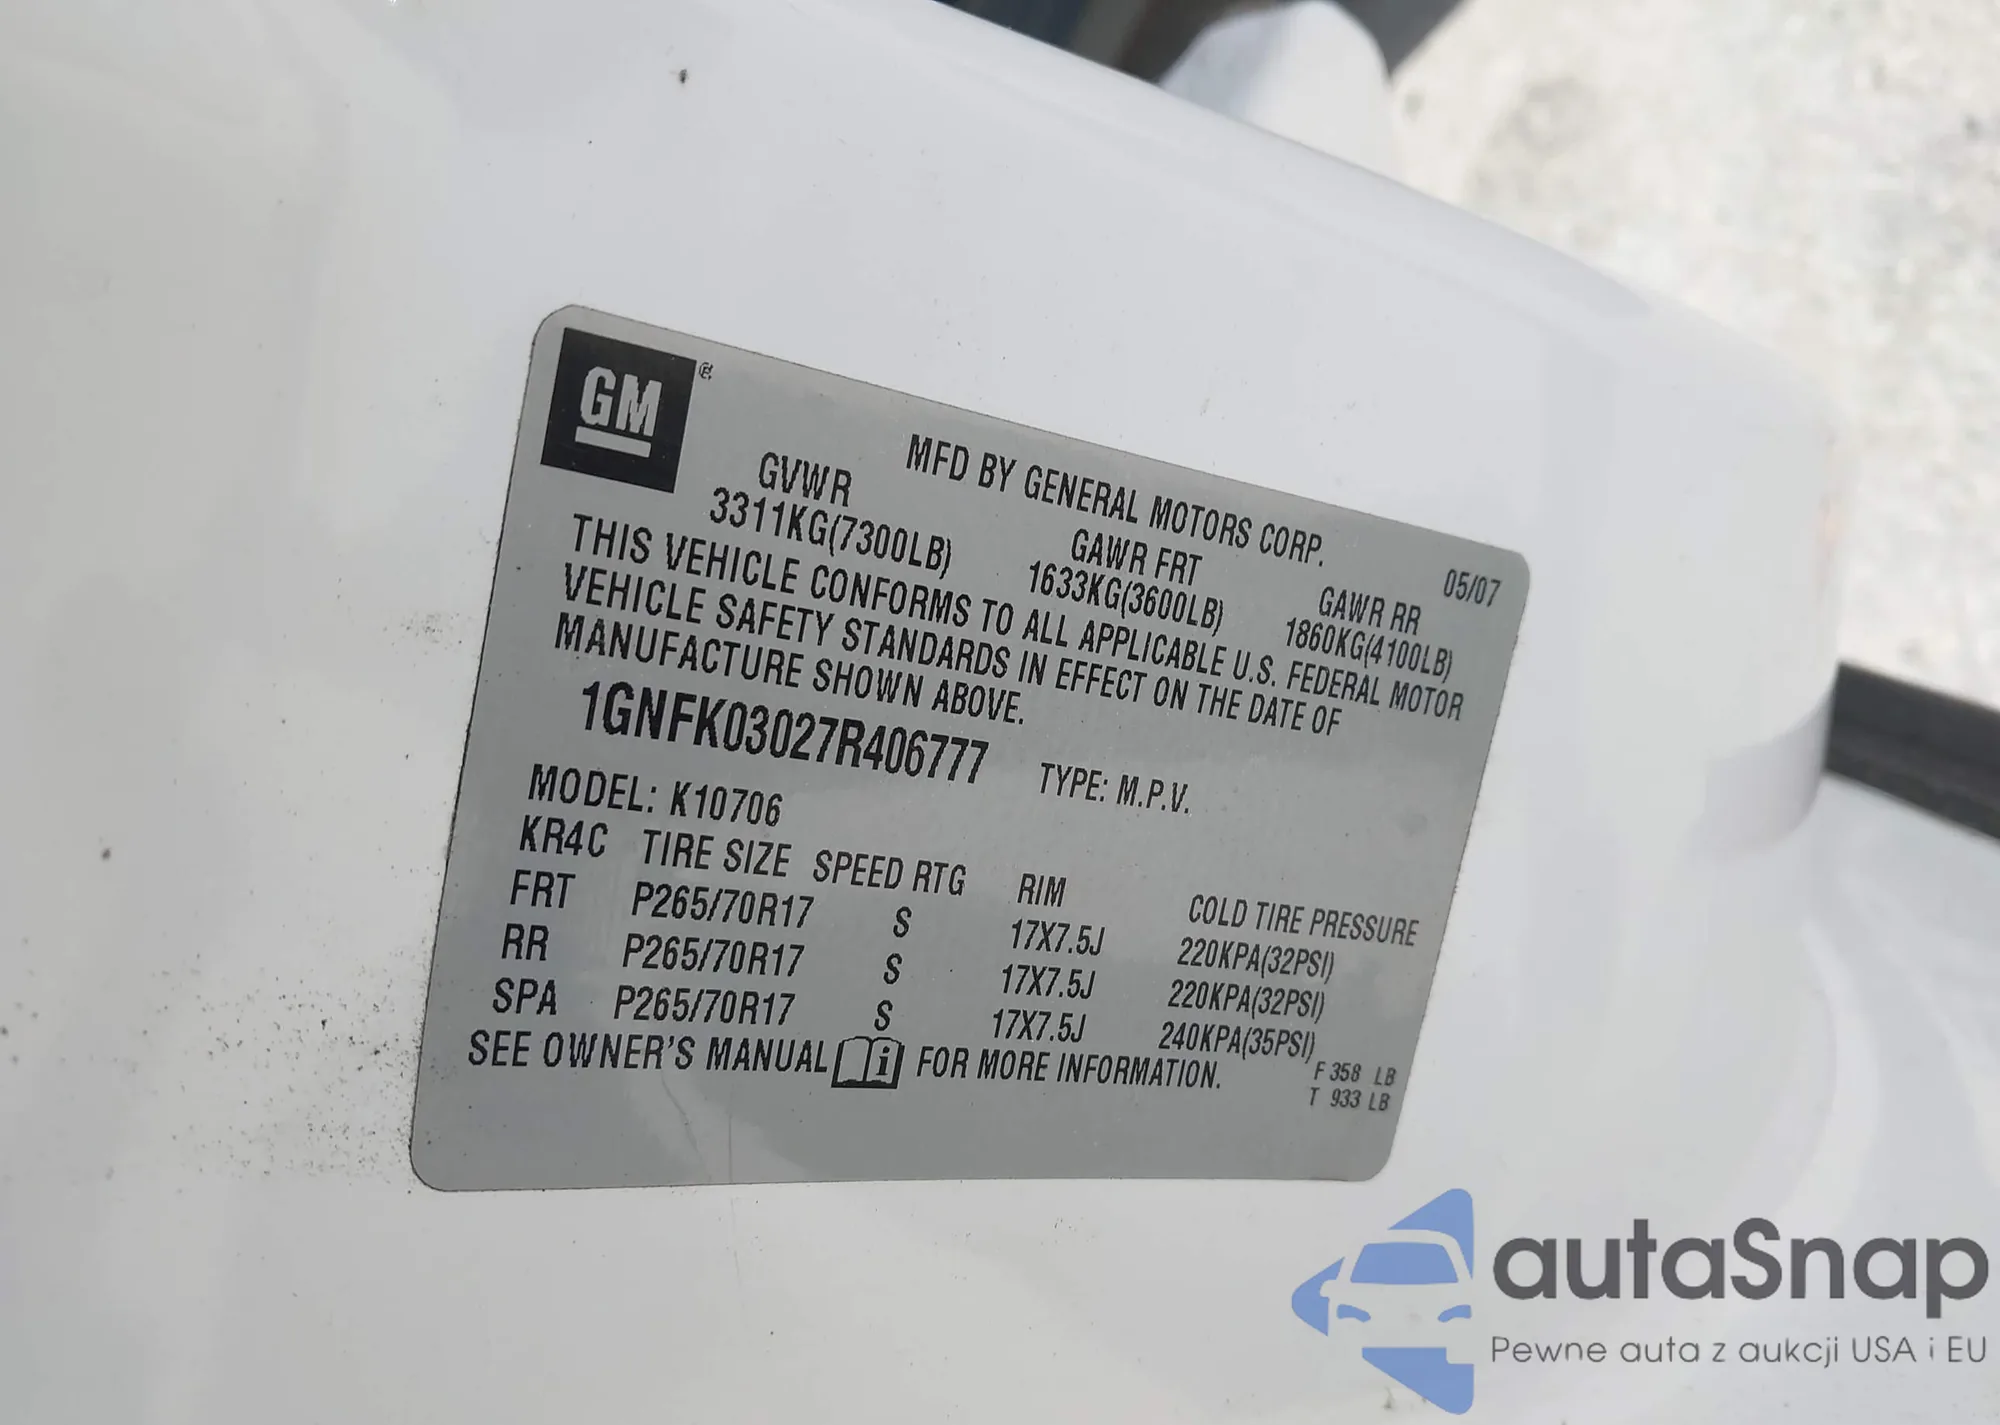 GM ®
MFD BY GENERAL MOTORS CORP.
05/07
GVWR GAWR FRT GAWR RR
3311KG(7300LB) 1633KG(3600LB) 1860KG(4100LB)
THIS VEHICLE CONFORMS TO ALL APPLICABLE U.S. FEDERAL MOTOR
VEHICLE SAFETY STANDARDS IN EFFECT ON THE DATE OF
MANUFACTURE SHOWN ABOVE.
1GNFK03027R406777 TYPE: M.P.V.
MODEL: K10706
KR4C TIRE SIZE SPEED RTG RIM COLD TIRE PRESSURE
FRT P265/70R17 S 17X7.5J 220KPA(32PSI)
RR P265/70R17 S 17X7.5J 220KPA(32PSI)
SPA P265/70R17 S 17X7.5J 240KPA(35PSI)
SEE OWNER'S MANUAL i FOR MORE INFORMATION.
F 358 LB
T 933 LB
autaSnap
Pewne auta z aukcji USA i EU